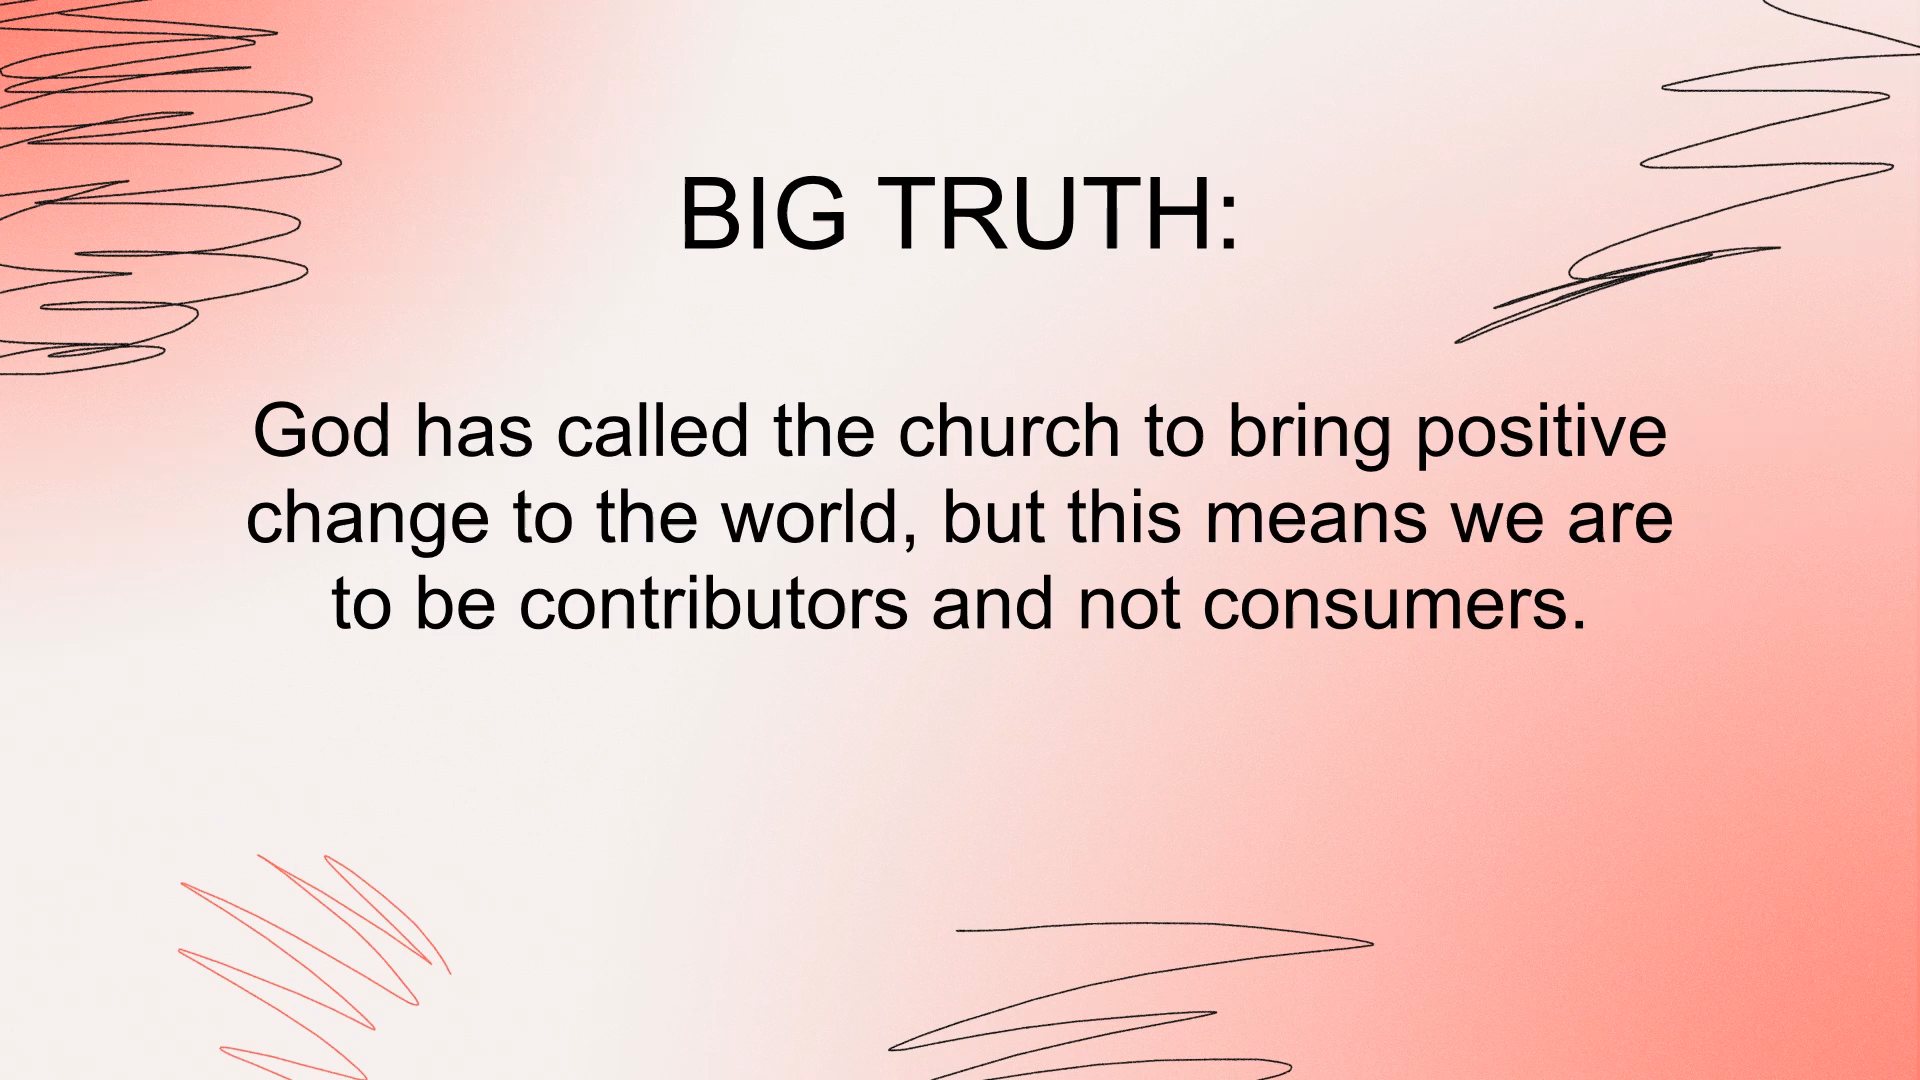 BIG TRUTH:
God has called the church to bring positive
change to the world, but this means we are
to be contributors and not consumers.